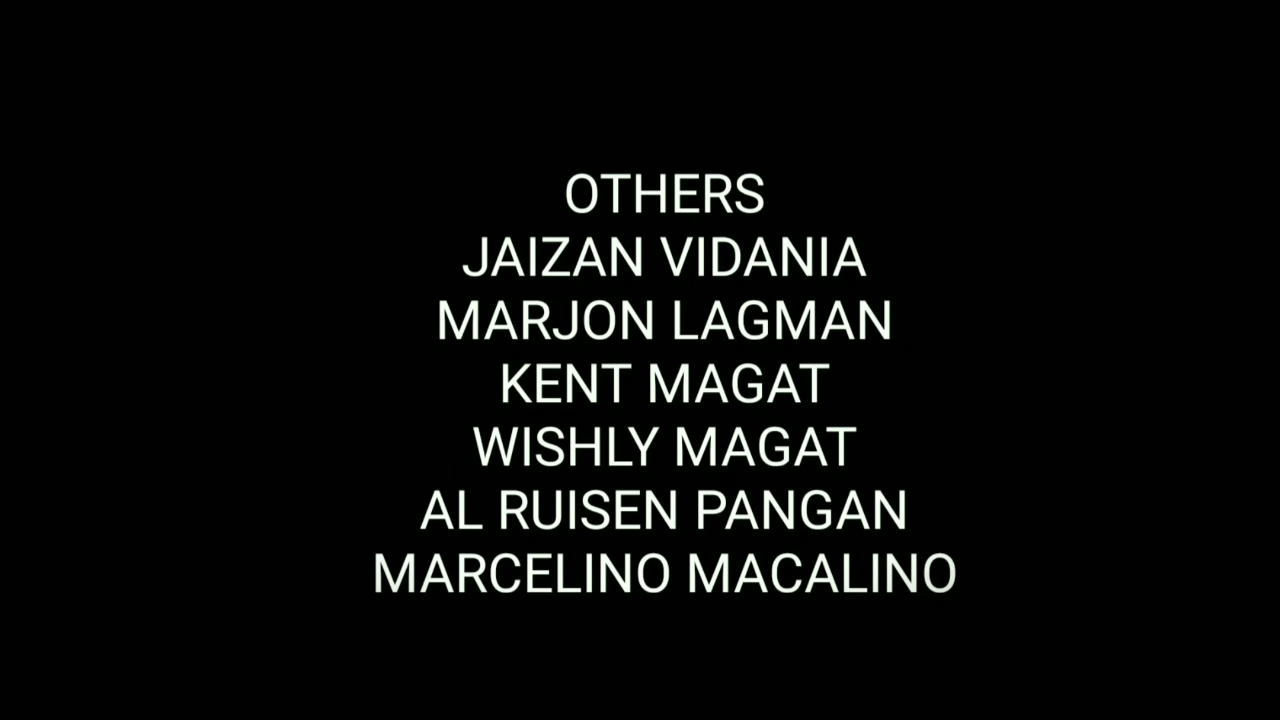 OTHERS
JAIZAN VIDANIA
MARJON LAGMAN
KENT MAGAT
WISHLY MAGAT
AL RUISEN PANGAN
MARCELINO MACALINO